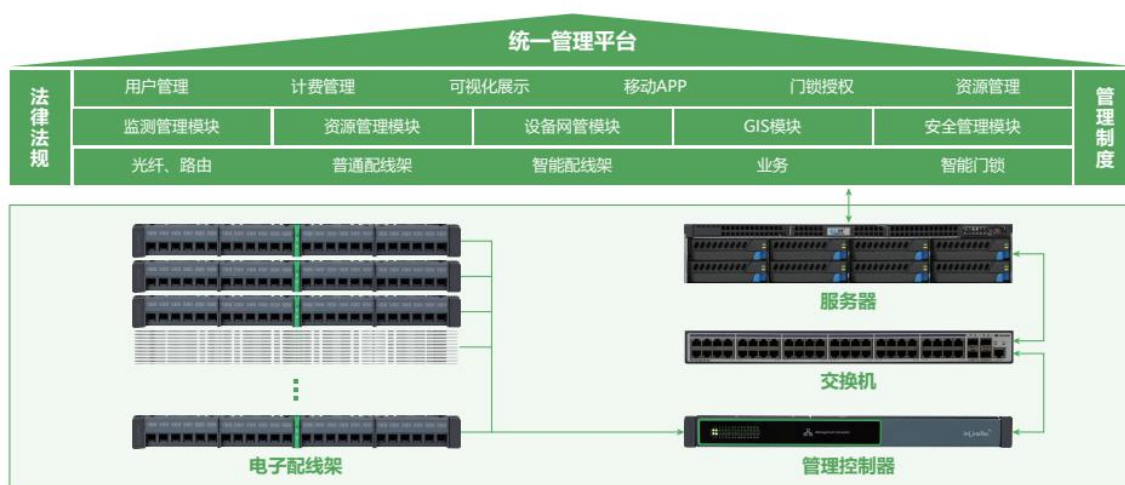 统一管理平台
法律法规
用户管理 计费管理 可视化展示 移动APP 门锁授权 资源管理
管理制度
监测管理模块 资源管理模块 设备网管模块 GIS模块 安全管理模块
光纤、路由 普通配线架 智能配线架 业务 智能门锁
服务器
交换机
电子配线架
管理控制器